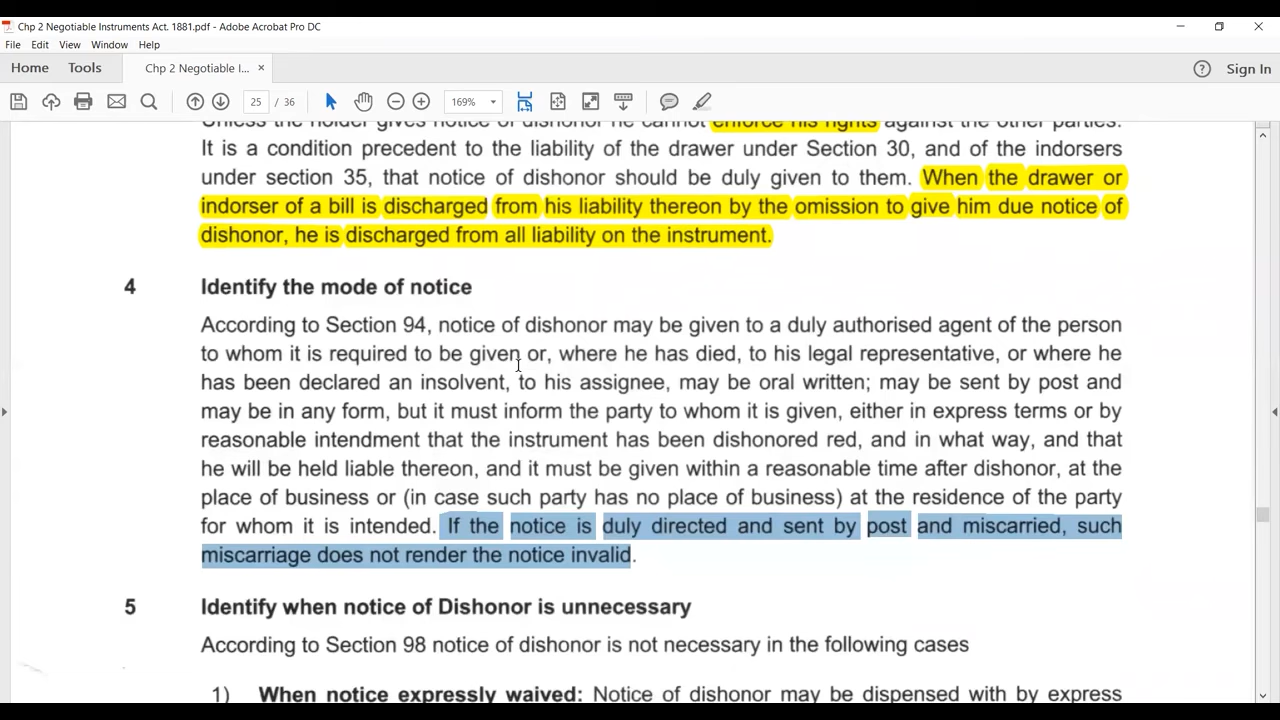 Chp 2 Negotiable Instruments Act. 1881.pdf - Adobe Acrobat Pro DC
File Edit View Window Help
Home Tools Chp 2 Negotiable I... × Sign In
25 / 36 169%
Unless the holder gives notice of dishonor he cannot enforce his rights against the other parties.
It is a condition precedent to the liability of the drawer under Section 30, and of the indorsers
under section 35, that notice of dishonor should be duly given to them. When the drawer or
indorser of a bill is discharged from his liability thereon by the omission to give him due notice of
dishonor, he is discharged from all liability on the instrument.
4 Identify the mode of notice
According to Section 94, notice of dishonor may be given to a duly authorised agent of the person
to whom it is required to be given or, where he has died, to his legal representative, or where he
has been declared an insolvent, to his assignee, may be oral written; may be sent by post and
may be in any form, but it must inform the party to whom it is given, either in express terms or by
reasonable intendment that the instrument has been dishonored red, and in what way, and that
he will be held liable thereon, and it must be given within a reasonable time after dishonor, at the
place of business or (in case such party has no place of business) at the residence of the party
for whom it is intended. If the notice is duly directed and sent by post and miscarried, such
miscarriage does not render the notice invalid.
5 Identify when notice of Dishonor is unnecessary
According to Section 98 notice of dishonor is not necessary in the following cases
1) When notice expressly waived: Notice of dishonor may be dispensed with by express